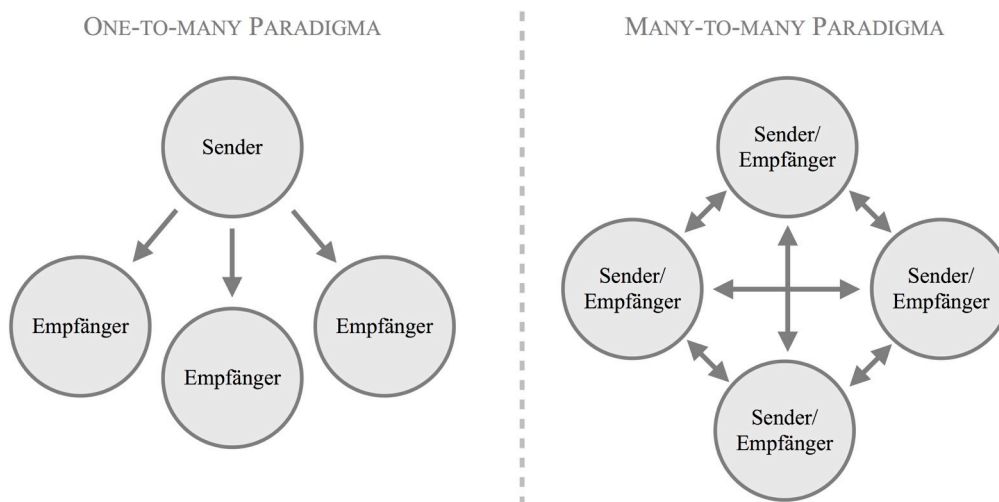 ONE-TO-MANY PARADIGMA
Sender
Empfänger
Empfänger
Empfänger
MANY-TO-MANY PARADIGMA
Sender/
Empfänger
Sender/
Empfänger
Sender/
Empfänger
Sender/
Empfänger